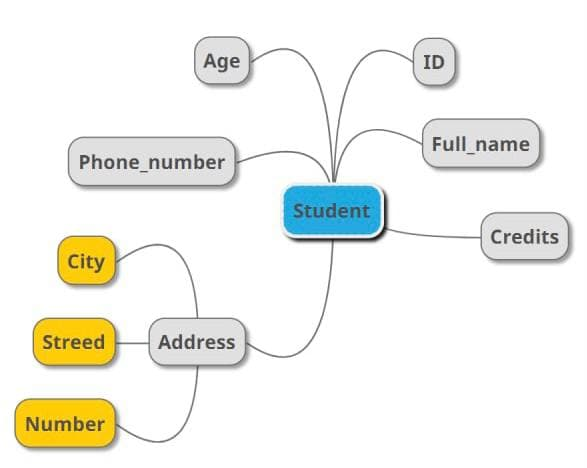 Age
ID
Full_name
Phone_number
Student
Credits
City
Streed
Address
Number